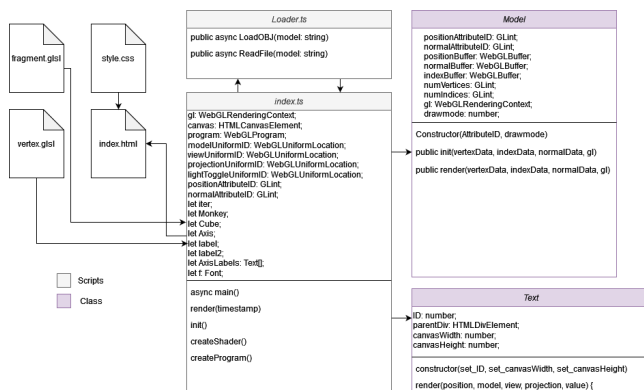 Loader.ts
public async LoadOBJ(model: string)
public async ReadFile(model: string)
Model
positionAttributeID: GLint;
normalAttributeID: GLint;
positionBuffer: WebGLBuffer;
normalBuffer: WebGLBuffer;
indexBuffer: WebGLBuffer;
numVertices: GLint;
numIndices: GLint;
gl: WebGLRenderingContext;
drawmode: number;
Constructor(AttributeID, drawmode)
public init(vertexData, indexData, normalData, gl)
public render(vertexData, indexData, normalData, gl)
fragment.glsl
style.css
vertex.glsl
index.html
index.ts
gl: WebGLRenderingContext;
canvas: HTMLCanvasElement;
program: WebGLProgram;
modelUniformID: WebGLUniformLocation;
viewUniformID: WebGLUniformLocation;
projectionUniformID: WebGLUniformLocation;
lightToggleUniformID: WebGLUniformLocation;
positionAttributeID: GLint;
normalAttributeID: GLint;
let iter;
let Monkey;
let Cube;
let Axis;
let label;
let label2;
let AxisLabels: Text[];
let f: Font;
async main()
render(timestamp)
init()
createShader()
createProgram()
Scripts
Class
Text
ID: number;
parentDiv: HTMLDivElement;
canvasWidth: number;
canvasHeight: number;
constructor(set_ID, set_canvasWidth, set_canvasHeight)
render(position, model, view, projection, value) {